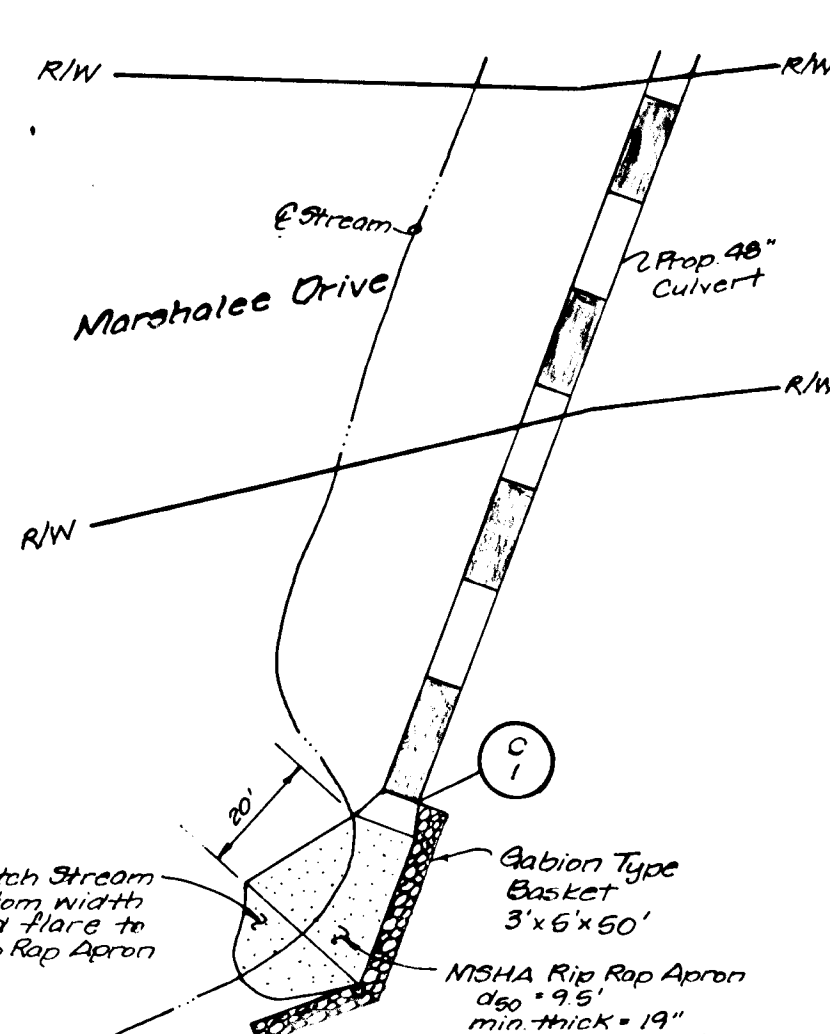 R/W
R/W
℄ Stream
Prop. 48"
Culvert
Marshalee Drive
R/W
R/W
C
1
20'
tch Stream
om width
d flare to
p Rap Apron
Gabion Type
Basket
3'x6'x50'
MSHA Rip Rap Apron
d50 = 9.5'
min. thick = 19"